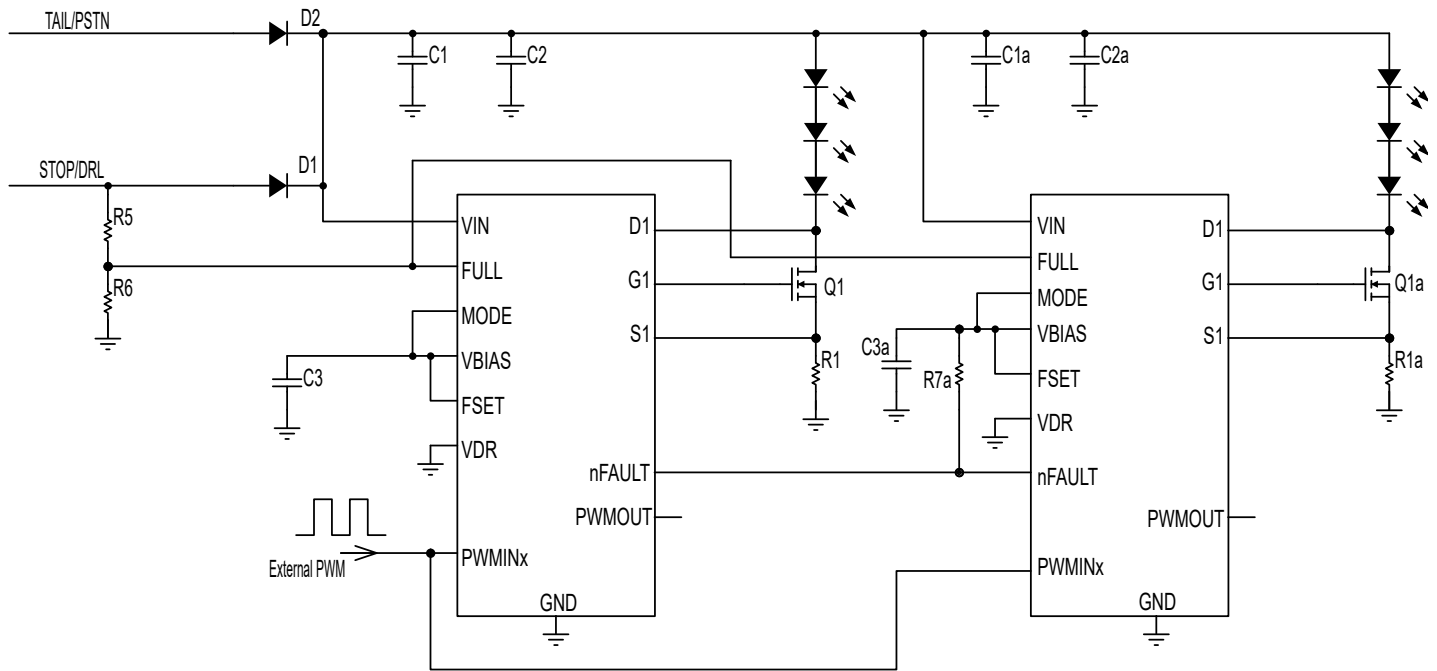 TAIL/PSTN
D2
C1
C2
C1a
C2a
STOP/DRL
D1
R5
R6
VIN
FULL
MODE
VBIAS
FSET
VDR
PWMINx
D1
G1
S1
nFAULT
PWMOUT
GND
C3
External PWM
Q1
R1
C3a
R7a
VIN
FULL
MODE
VBIAS
FSET
VDR
nFAULT
PWMINx
D1
G1
S1
PWMOUT
GND
Q1a
R1a